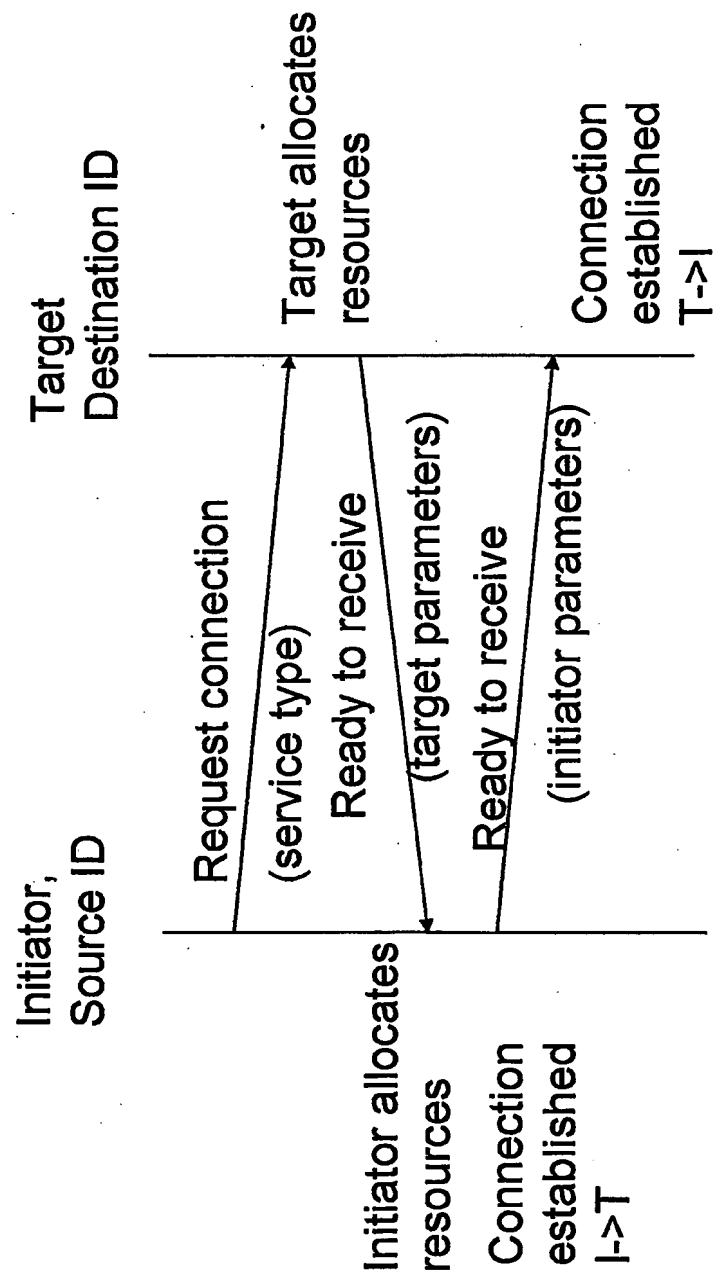 Initiator,
Source ID
Target
Destination ID
Request connection
(service type)
Target allocates
resources
Ready to receive
(target parameters)
Initiator allocates
resources
Ready to receive
(initiator parameters)
Connection
established
I->T
Connection
established
T->I